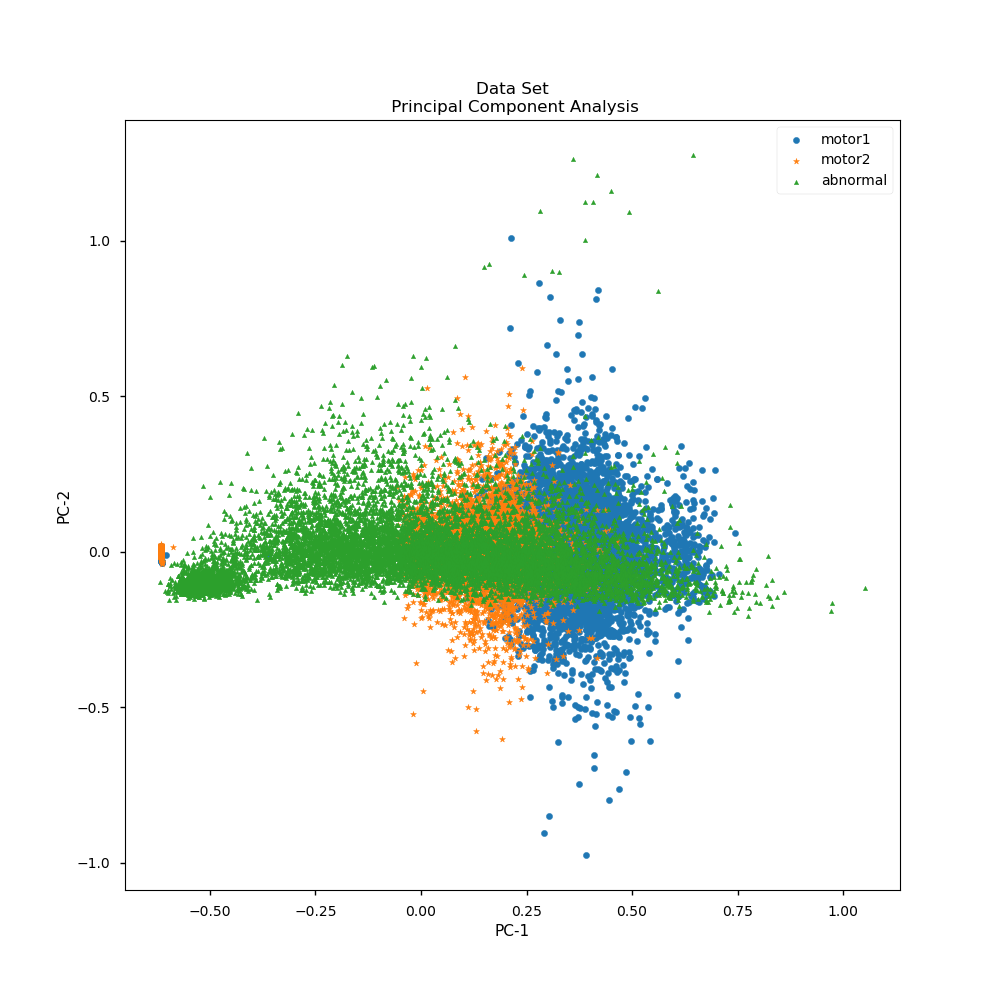 Data Set
Principal Component Analysis
motor1
motor2
abnormal
PC-2
1.0
0.5
0.0
−0.5
−1.0
−0.50
−0.25
0.00
0.25
0.50
0.75
1.00
PC-1